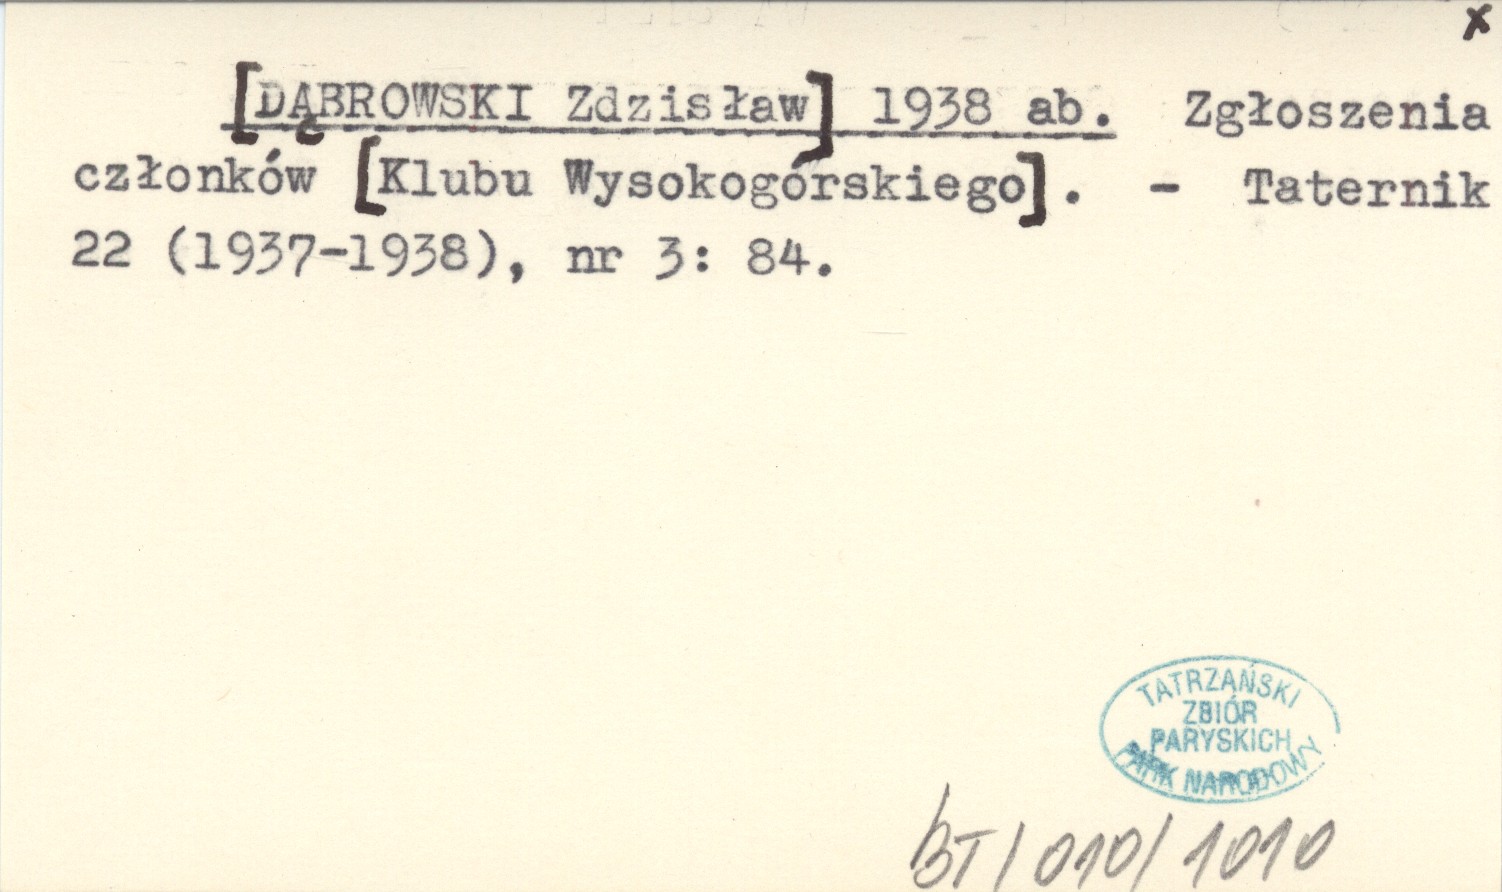 x
[DĄBROWSKI Zdzisław] 1938 ab. Zgłoszenia
członków [Klubu Wysokogórskiego]. - Taternik
22 (1937-1938), nr 3: 84.
TATRZAŃSKI
ZBIÓR
PARYSKICH
PARK NARODOWY
BT/010/1010